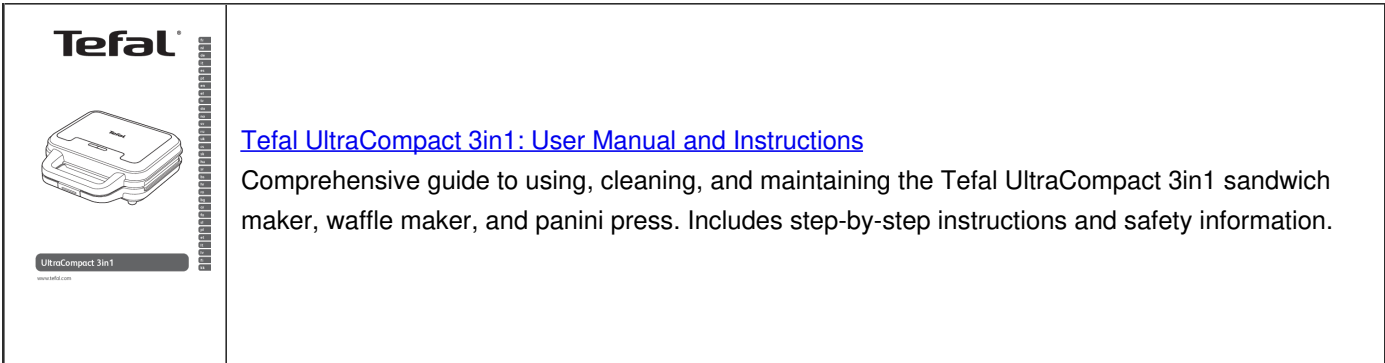 Tefal
Tefal
UltraCompact 3in1
www.tefal.com
Tefal UltraCompact 3in1: User Manual and Instructions
Comprehensive guide to using, cleaning, and maintaining the Tefal UltraCompact 3in1 sandwich
maker, waffle maker, and panini press. Includes step-by-step instructions and safety information.